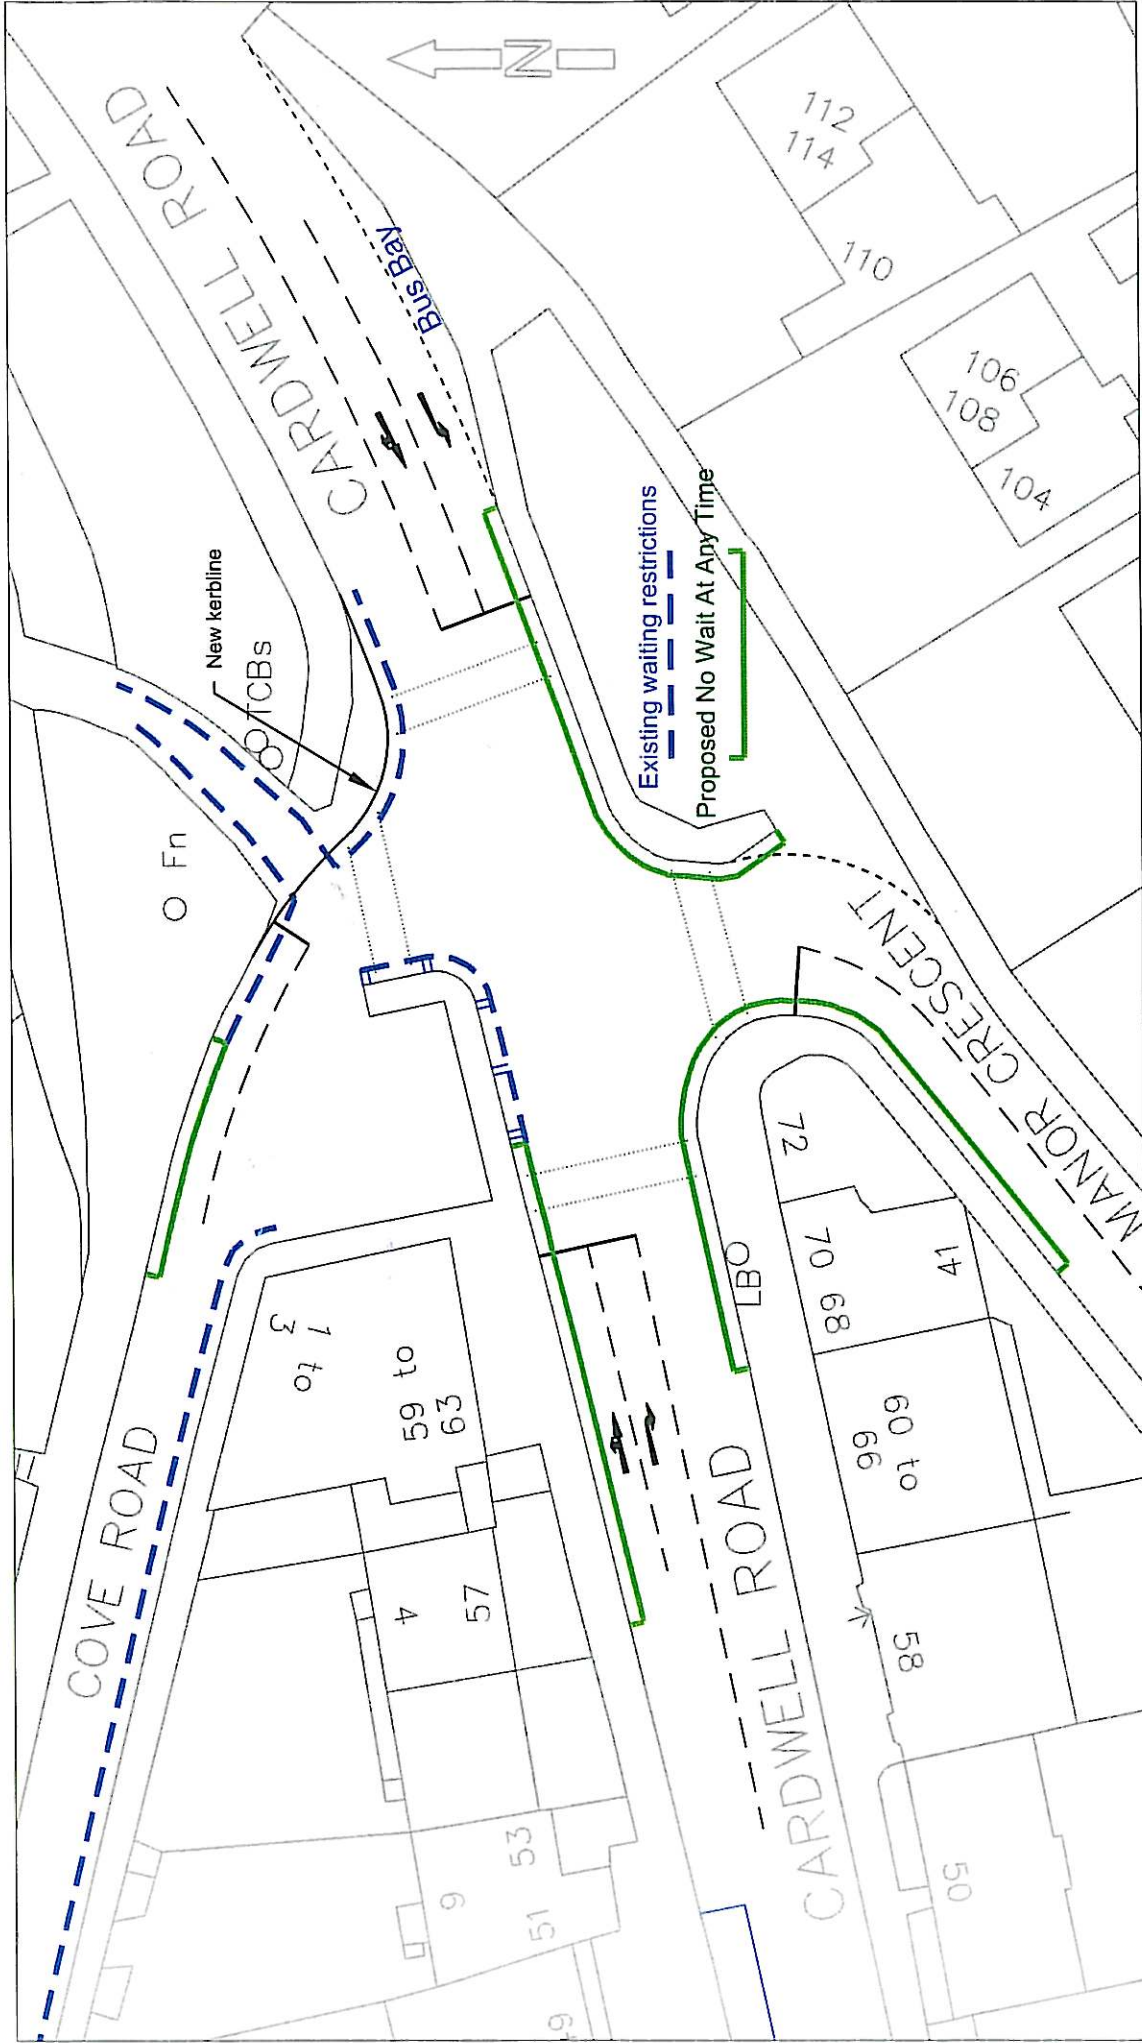 N
CARDWELL ROAD
Bus Bay
112
114
110
106
108
104
New kerbline
TCBs
Fn
Existing waiting restrictions
Proposed No Wait At Any Time
MANOR CRESCENT
72
70
68
41
LB
1 to
3
59 to
63
60 to
66
COVE ROAD
4
57
58
CARDWELL ROAD
9
53
51
50
49